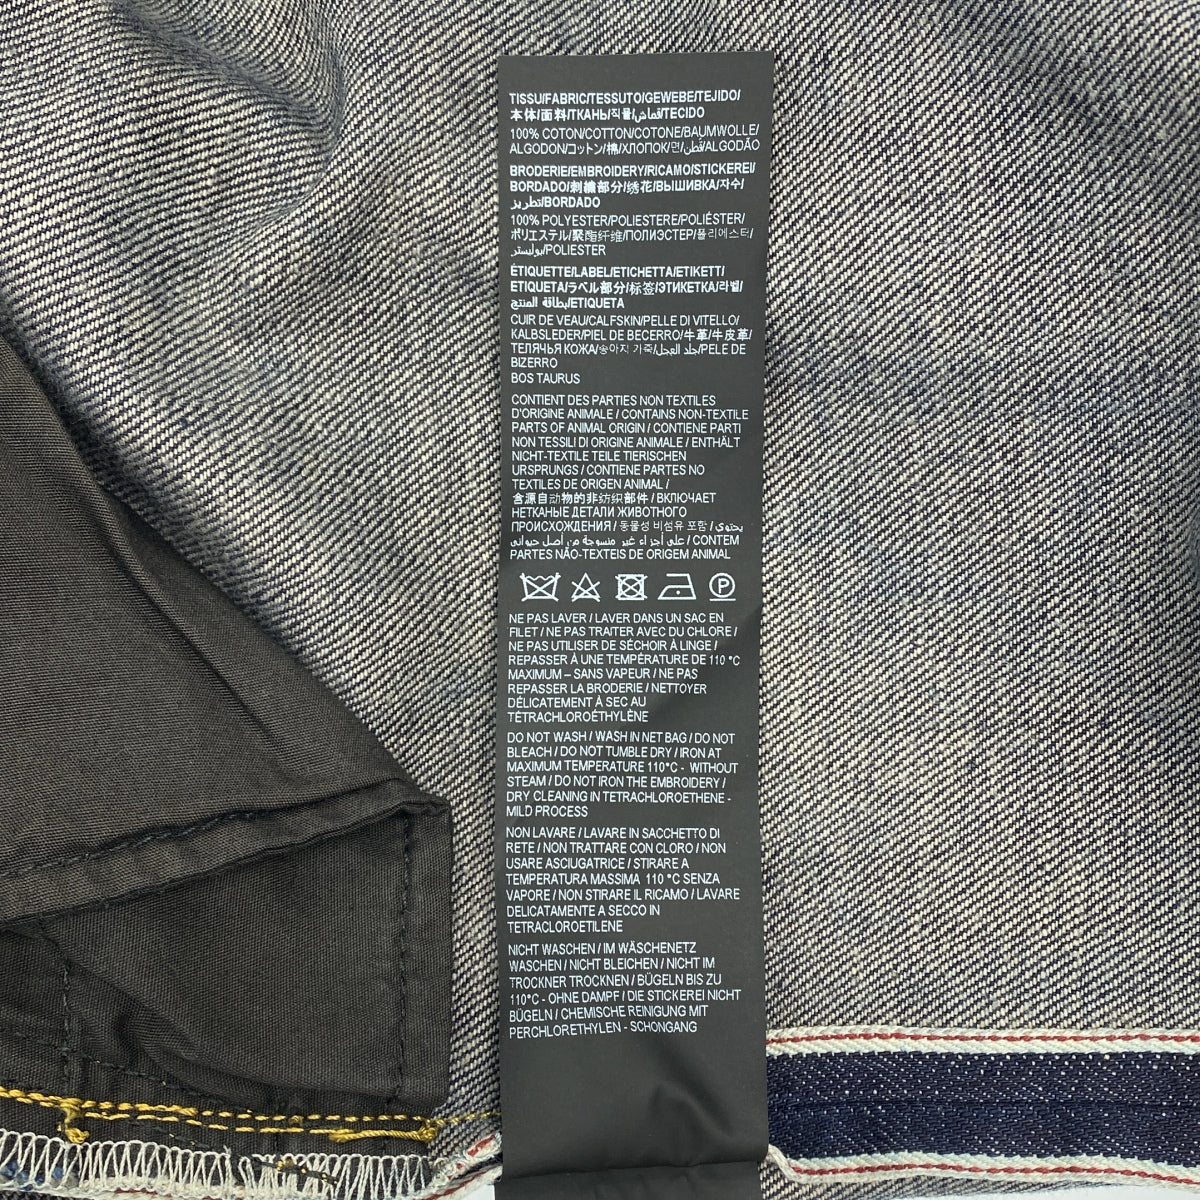 TISSU/FABRIC/TESSUTO/GEWEBE/TEJIDO/
本体/面料/ТКАНЬ/직물/قماش/TECIDO
100% COTON/COTTON/COTONE/BAUMWOLLE/
ALGODON/コットン/棉/ХЛОПОК/면/قطن/ALGODÃO
BRODERIE/EMBROIDERY/RICAMO/STICKEREI/
BORDADO/刺繍部分/绣花/ВЫШИВКА/자수/
تطريز/BORDADO
100% POLYESTER/POLIESTERE/POLIÉSTER/
ポリエステル/聚酯纤维/ПОЛИЭСТЕР/폴리에스터/
بوليستر/POLIESTER
ÉTIQUETTE/LABEL/ETICHETTA/ETIKETT/
ETIQUETA/ラベル部分/标签/ЭТИКЕТКА/라벨/
بطاقة المنتج/ETIQUETA
CUIR DE VEAU/CALFSKIN/PELLE DI VITELLO/
KALBSLEDER/PIEL DE BECERRO/牛革/牛皮革/
ТЕЛЯЧЬЯ КОЖА/송아지 가죽/جلد العجل/PELE DE
BIZERRO
BOS TAURUS
CONTIENT DES PARTIES NON TEXTILES
D'ORIGINE ANIMALE / CONTAINS NON-TEXTILE
PARTS OF ANIMAL ORIGIN / CONTIENE PARTI
NON TESSILI DI ORIGINE ANIMALE / ENTHÄLT
NICHT-TEXTILE TEILE TIERISCHEN
URSPRUNGS / CONTIENE PARTES NO
TEXTILES DE ORIGEN ANIMAL /
含源自动物的非纺织部件 / ВКЛЮЧАЕТ
НЕТКАНЫЕ ДЕТАЛИ ЖИВОТНОГО
ПРОИСХОЖДЕНИЯ / 동물성 비섬유 포함 / يحتوي
على أجزاء غير منسوجة من أصل حيواني / CONTEM
PARTES NÃO-TEXTEIS DE ORIGEM ANIMAL
P
NE PAS LAVER / LAVER DANS UN SAC EN
FILET / NE PAS TRAITER AVEC DU CHLORE /
NE PAS UTILISER DE SÉCHOIR À LINGE /
REPASSER À UNE TEMPÉRATURE DE 110 °C
MAXIMUM – SANS VAPEUR / NE PAS
REPASSER LA BRODERIE / NETTOYER
DÉLICATEMENT À SEC AU
TÉTRACHLOROÉTHYLÈNE
DO NOT WASH / WASH IN NET BAG / DO NOT
BLEACH / DO NOT TUMBLE DRY / IRON AT
MAXIMUM TEMPERATURE 110°C - WITHOUT
STEAM / DO NOT IRON THE EMBROIDERY /
DRY CLEANING IN TETRACHLOROETHENE -
MILD PROCESS
NON LAVARE / LAVARE IN SACCHETTO DI
RETE / NON TRATTARE CON CLORO / NON
USARE ASCIUGATRICE / STIRARE A
TEMPERATURA MASSIMA 110 °C SENZA
VAPORE / NON STIRARE IL RICAMO / LAVARE
DELICATAMENTE A SECCO IN
TETRACLOROETILENE
NICHT WASCHEN / IM WÄSCHENETZ
WASCHEN / NICHT BLEICHEN / NICHT IM
TROCKNER TROCKNEN / BÜGELN BIS ZU
110°C - OHNE DAMPF / DIE STICKEREI NICHT
BÜGELN / CHEMISCHE REINIGUNG MIT
PERCHLORETHYLEN - SCHONGANG